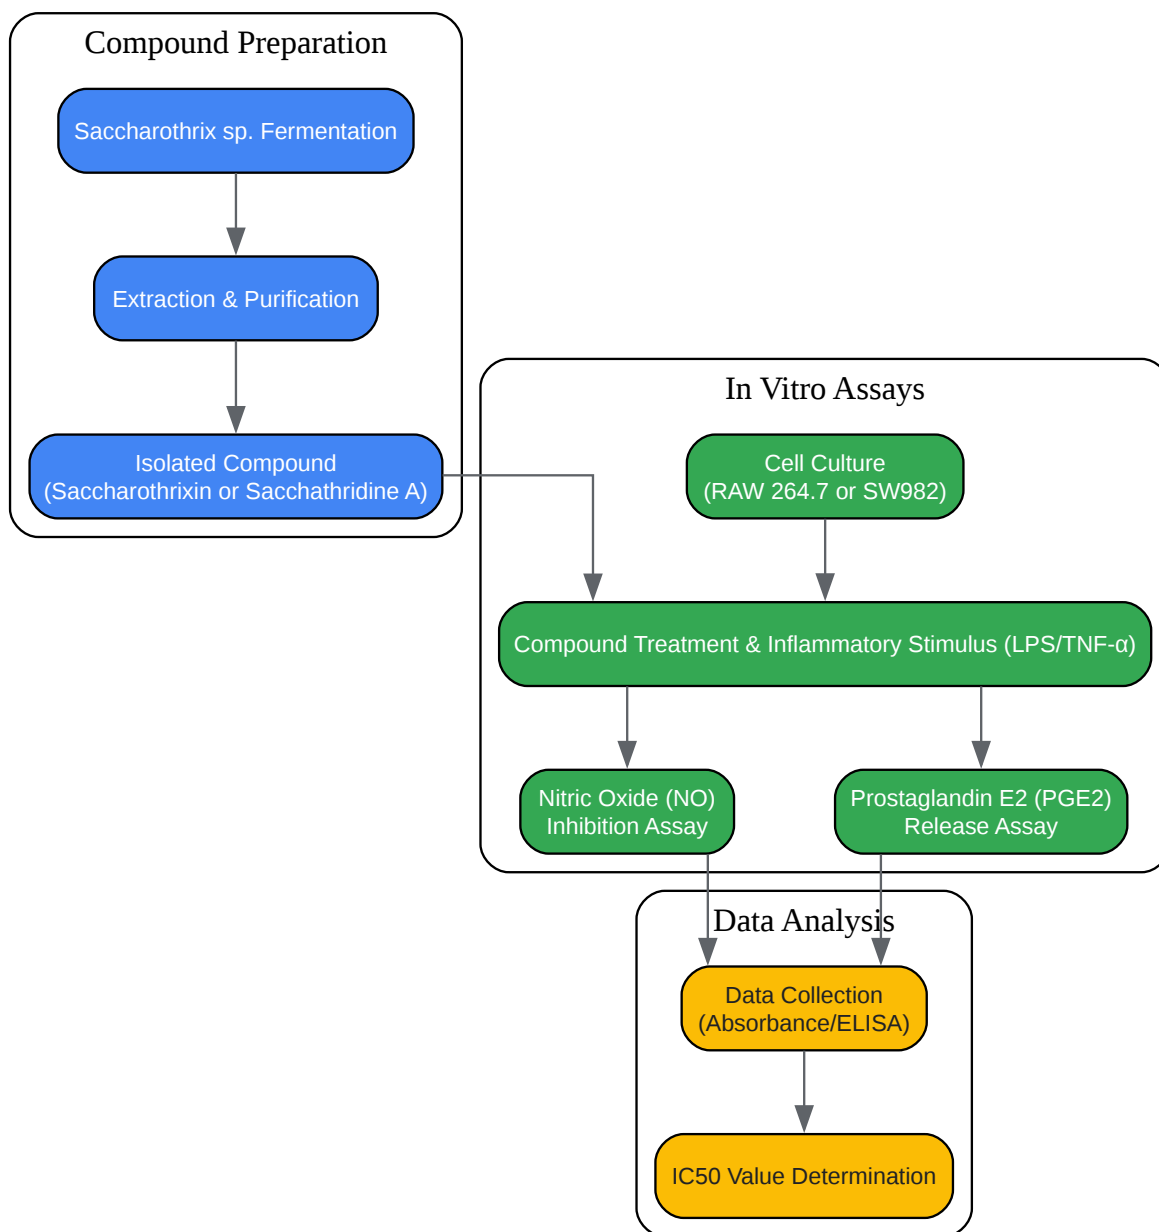 Compound Preparation
Saccharothrix sp. Fermentation
Extraction & Purification
Isolated Compound
(Saccharothrixin or Sacchathridine A)
In Vitro Assays
Cell Culture
(RAW 264.7 or SW982)
Compound Treatment & Inflammatory Stimulus (LPS/TNF-α)
Nitric Oxide (NO)
Inhibition Assay
Prostaglandin E2 (PGE2)
Release Assay
Data Analysis
Data Collection
(Absorbance/ELISA)
IC50 Value Determination